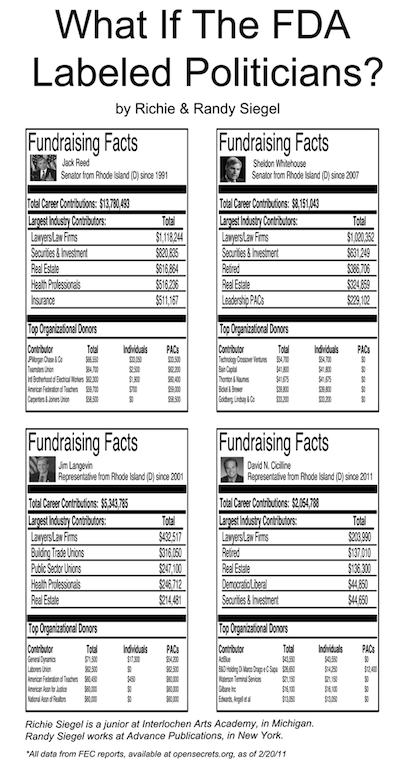 What If The FDA
Labeled Politicians?
by Richie & Randy Siegel
Fundraising Facts
Jack Reed
Senator from Rhode Island (D) since 1991
Total Career Contributions: $13,780,493
Largest Industry Contributors: Total
Lawyers/Law Firms $1,118,244
Securities & Investment $820,835
Real Estate $616,864
Health Professionals $516,236
Insurance $511,167
Top Organizational Donors
Contributor Total Individuals PACs
JPMorgan Chase & Co $66,550 $33,050 $33,500
Teamsters Union $64,700 $2,500 $62,200
Intl Brotherhood of Electrical Workers $62,300 $1,900 $60,400
American Federation of Teachers $59,700 $700 $59,000
Carpenters & Joiners Union $58,500 $0 $58,500
Fundraising Facts
Sheldon Whitehouse
Senator from Rhode Island (D) since 2007
Total Career Contributions: $8,151,043
Largest Industry Contributors: Total
Lawyers/Law Firms $1,020,352
Securities & Investment $631,249
Retired $386,706
Real Estate $324,859
Leadership PACs $229,102
Top Organizational Donors
Contributor Total Individuals PACs
Technology Crossover Ventures $54,700 $54,700 $0
Bain Capital $41,800 $41,800 $0
Thornton & Naumes $41,675 $41,675 $0
Bickel & Brewer $39,800 $39,800 $0
Goldberg, Lindsay & Co $33,200 $33,200 $0
Fundraising Facts
Jim Langevin
Representative from Rhode Island (D) since 2001
Total Career Contributions: $5,343,785
Largest Industry Contributors: Total
Lawyers/Law Firms $432,517
Building Trade Unions $316,050
Public Sector Unions $247,100
Health Professionals $246,712
Real Estate $214,481
Top Organizational Donors
Contributor Total Individuals PACs
General Dynamics $71,500 $17,300 $54,200
Laborers Union $62,500 $0 $62,500
American Federation of Teachers $60,450 $450 $60,000
American Assn for Justice $60,000 $0 $60,000
National Assn of Realtors $60,000 $0 $60,000
Fundraising Facts
David N. Cicilline
Representative from Rhode Island (D) since 2011
Total Career Contributions: $2,054,788
Largest Industry Contributors: Total
Lawyers/Law Firms $203,990
Retired $137,010
Real Estate $136,300
Democratic/Liberal $44,850
Securities & Investment $44,650
Top Organizational Donors
Contributor Total Individuals PACs
ActBlue $40,550 $40,550 $0
B&D Holding Di Marco Drago e C Sapa $26,650 $14,250 $12,400
Waterson Terminal Services $21,150 $21,150 $0
Gilbane Inc $16,100 $16,100 $0
Edwards, Angell et al $13,050 $13,050 $0
Richie Siegel is a junior at Interlochen Arts Academy, in Michigan.
Randy Siegel works at Advance Publications, in New York.
*All data from FEC reports, available at opensecrets.org, as of 2/20/11